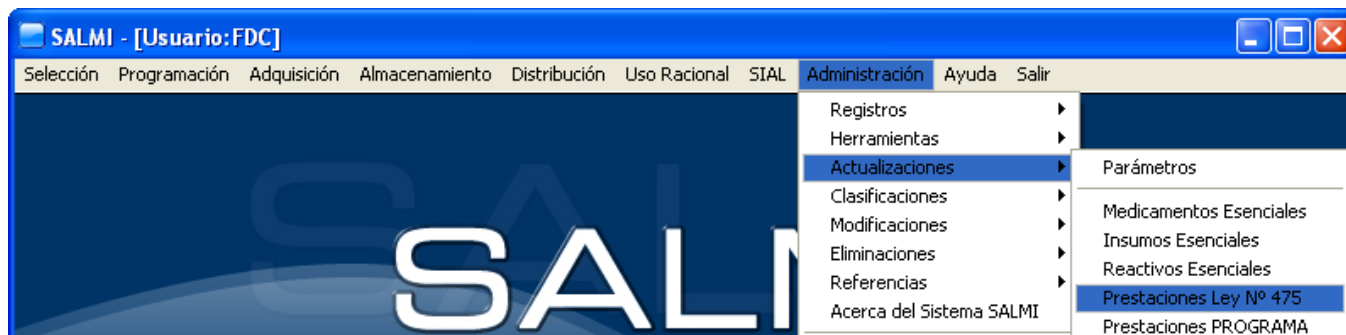 SALMI - [Usuario:FDC]
Selección Programación Adquisición Almacenamiento Distribución Uso Racional SIAL Administración Ayuda Salir
Registros
Herramientas
Actualizaciones
Clasificaciones
Modificaciones
Eliminaciones
Referencias
Acerca del Sistema SALMI
Parámetros
Medicamentos Esenciales
Insumos Esenciales
Reactivos Esenciales
Prestaciones Ley Nº 475
Prestaciones PROGRAMA
SAL
SALM